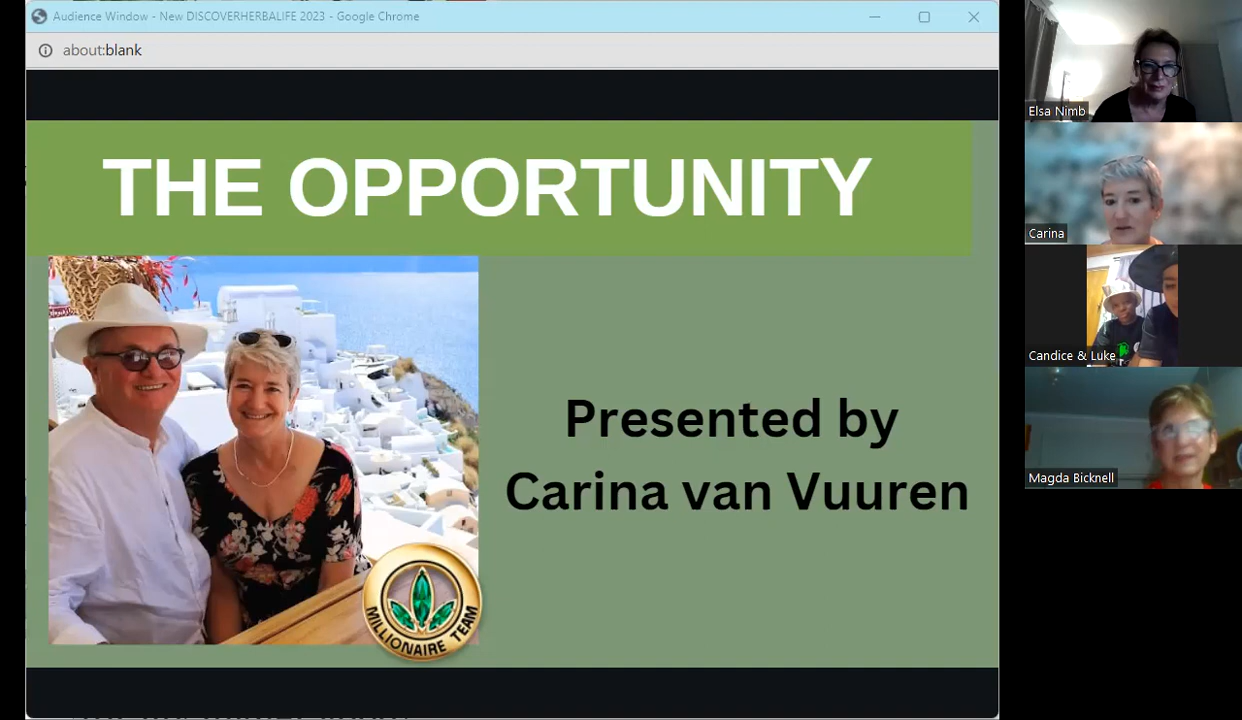 Audience Window - New DISCOVERHERBALIFE 2023 - Google Chrome
about:blank
THE OPPORTUNITY
Presented by
Carina van Vuuren
MILLIONAIRE TEAM
Elsa Nimb
Carina
Candice & Luke
Magda Bicknell